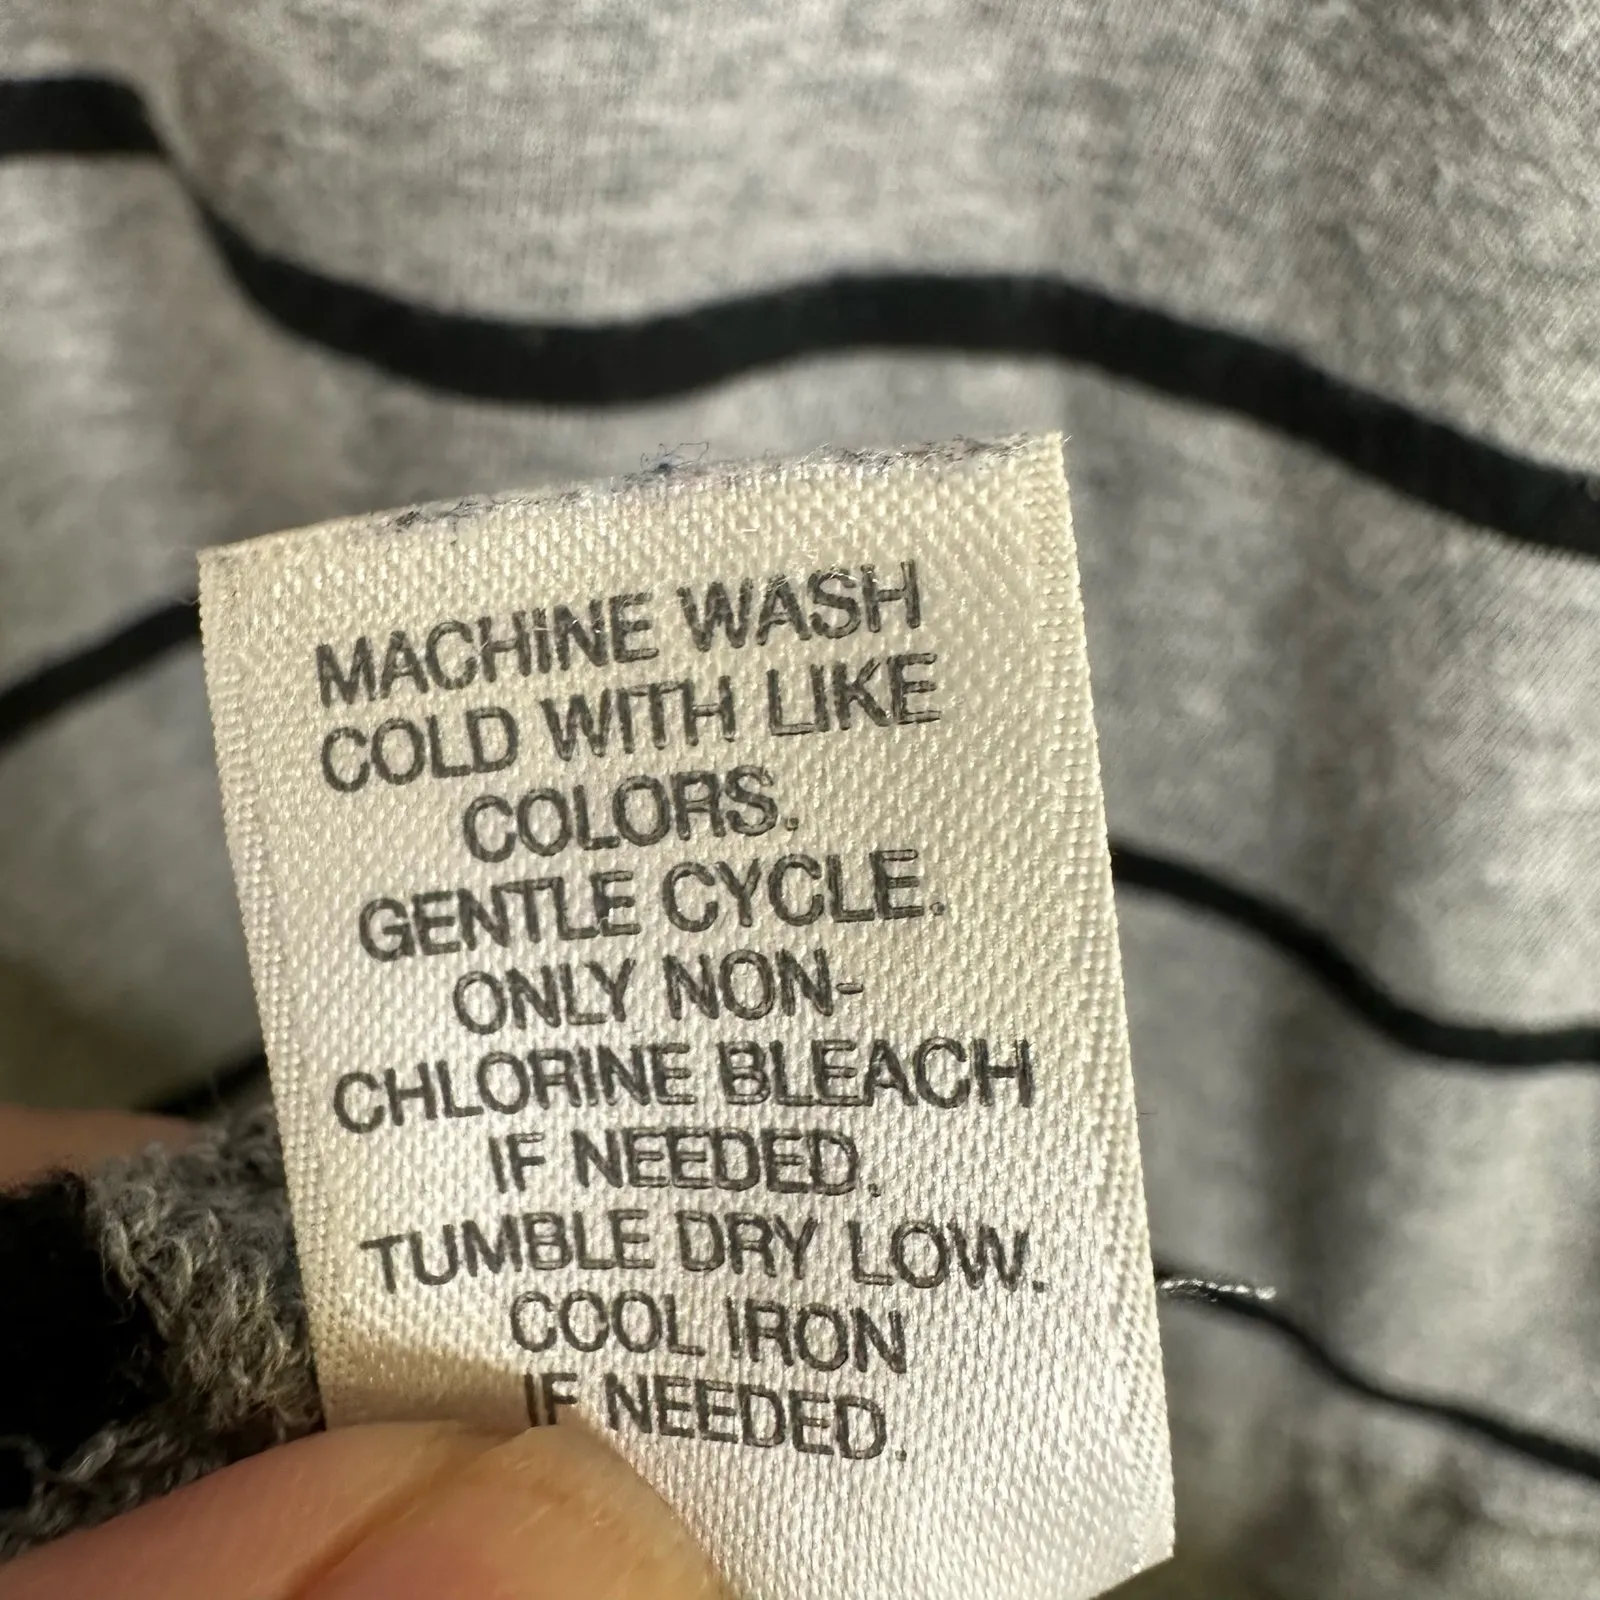 MACHINE WASH
COLD WITH LIKE
COLORS.
GENTLE CYCLE.
ONLY NON-
CHLORINE BLEACH
IF NEEDED.
TUMBLE DRY LOW.
COOL IRON
IF NEEDED.